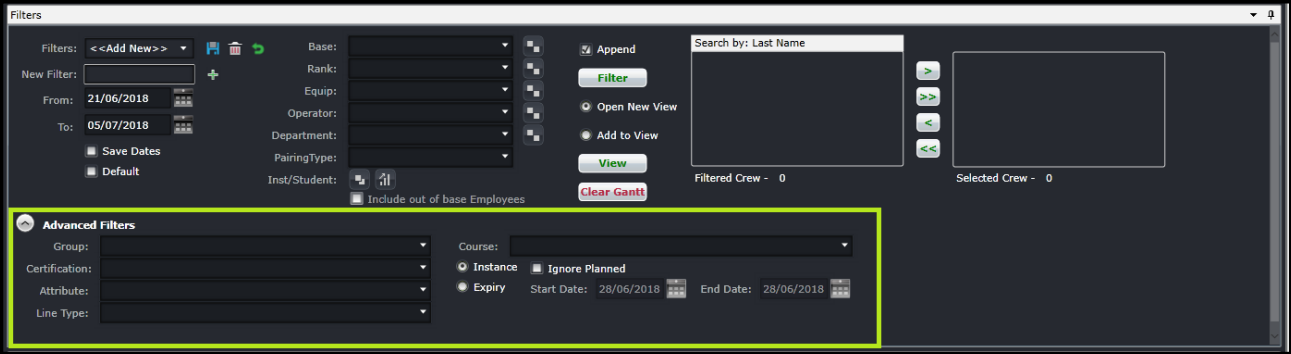 Filters
Filters: <<Add New>>
New Filter:
From: 21/06/2018
To: 05/07/2018
Save Dates
Default
Base:
Rank:
Equip:
Operator:
Department:
PairingType:
Inst/Student:
Include out of base Employees
Append
Filter
Open New View
Add to View
View
Clear Gantt
Search by: Last Name
Filtered Crew - 0
>
>>
<
<<
Selected Crew - 0
Advanced Filters
Group:
Certification:
Attribute:
Line Type:
Course:
Instance Ignore Planned
Expiry Start Date: 28/06/2018 End Date: 28/06/2018